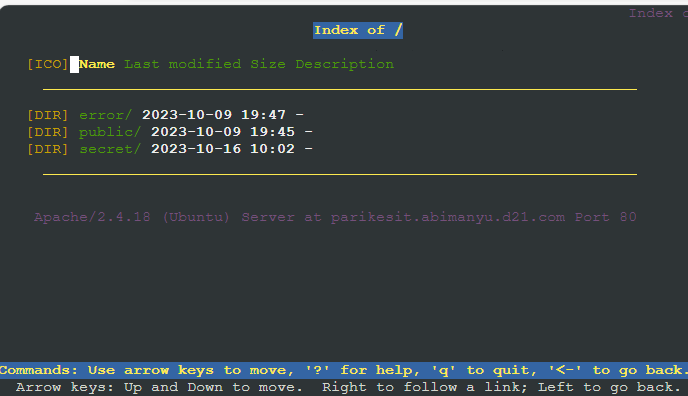 Index o
Index of /
[ICO] Name Last modified Size Description
[DIR] error/ 2023-10-09 19:47 -
[DIR] public/ 2023-10-09 19:45 -
[DIR] secret/ 2023-10-16 10:02 -
Apache/2.4.18 (Ubuntu) Server at parikesit.abimanyu.d21.com Port 80
Commands: Use arrow keys to move, '?' for help, 'q' to quit, '<-' to go back.
Arrow keys: Up and Down to move.  Right to follow a link; Left to go back.